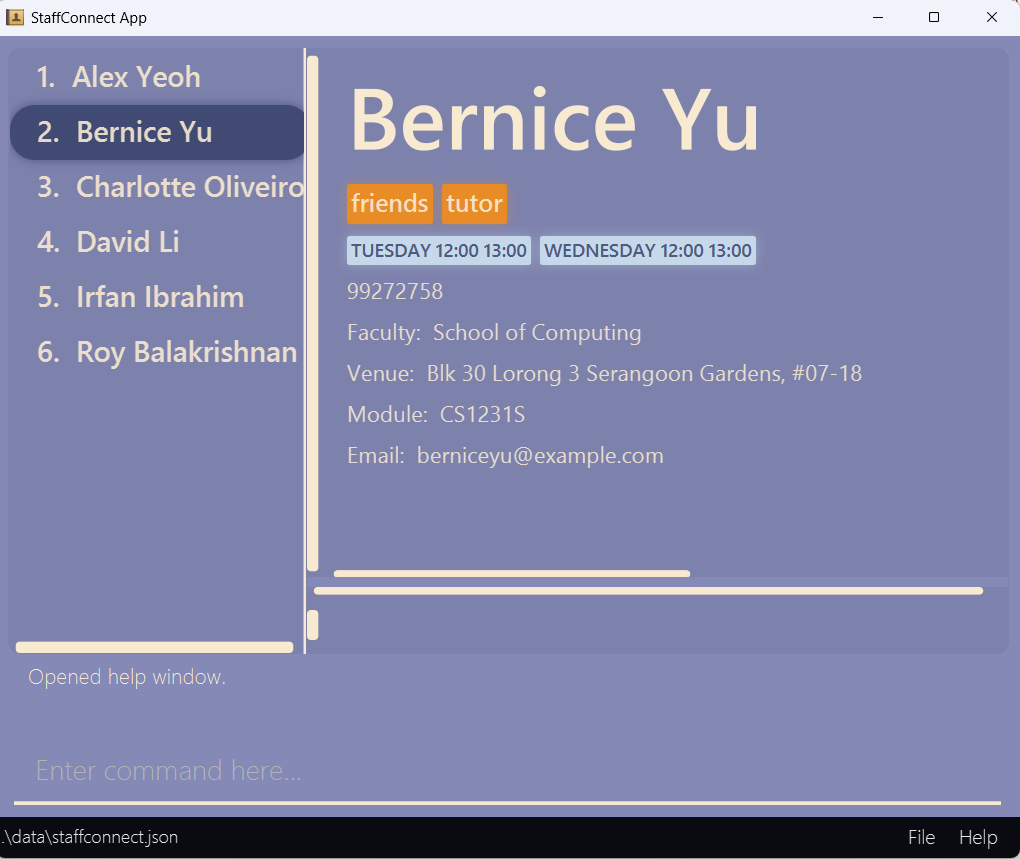 StaffConnect App
1. Alex Yeoh
2. Bernice Yu
3. Charlotte Oliveiro
4. David Li
5. Irfan Ibrahim
6. Roy Balakrishnan
Bernice Yu
friends tutor
TUESDAY 12:00 13:00 WEDNESDAY 12:00 13:00
99272758
Faculty: School of Computing
Venue: Blk 30 Lorong 3 Serangoon Gardens, #07-18
Module: CS1231S
Email: berniceyu@example.com
Opened help window.
Enter command here...
.\data\staffconnect.json File Help